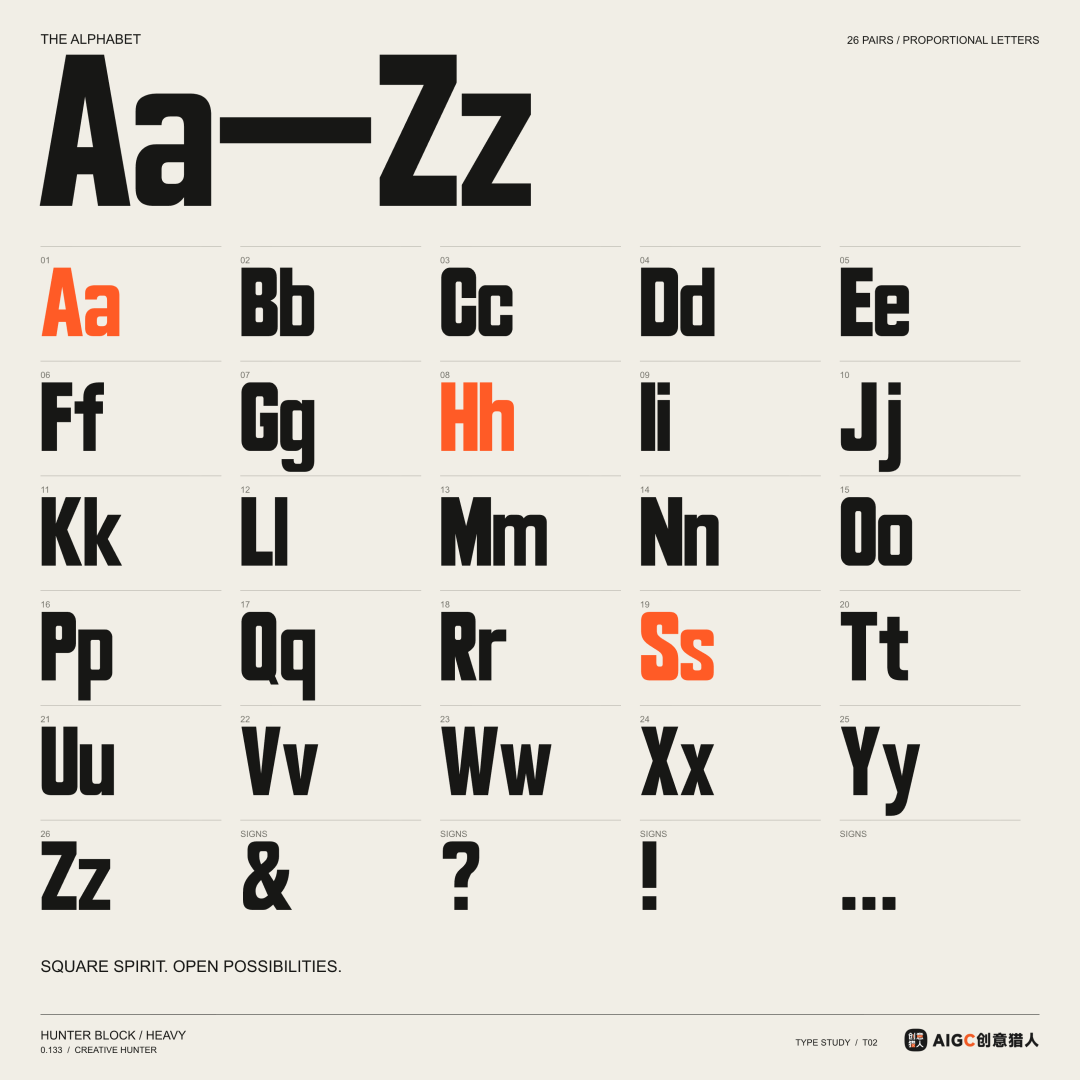 THE ALPHABET
26 PAIRS / PROPORTIONAL LETTERS
Aa—Zz
01
02
03
04
05
Aa
Bb
Cc
Dd
Ee
06
07
08
09
10
Ff
Gg
Hh
Ii
Jj
11
12
13
14
15
Kk
Ll
Mm
Nn
Oo
16
17
18
19
20
Pp
Qq
Rr
Ss
Tt
21
22
23
24
25
Uu
Vv
Ww
Xx
Yy
26
SIGNS
SIGNS
SIGNS
SIGNS
Zz
&
?
!
...
SQUARE SPIRIT. OPEN POSSIBILITIES.
HUNTER BLOCK / HEAVY
0.133 / CREATIVE HUNTER
TYPE STUDY / T02
创意
猎人
AIGC创意猎人